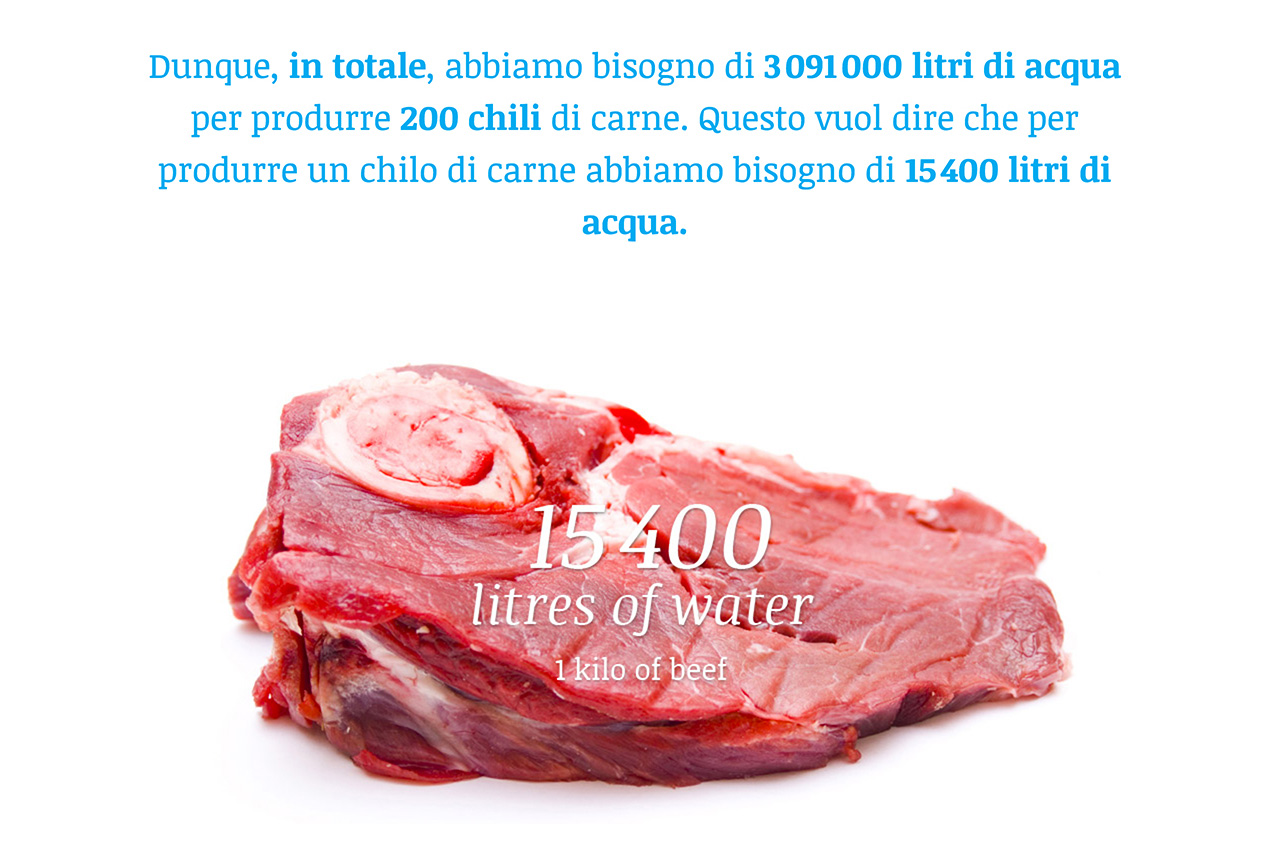 Dunque, in totale, abbiamo bisogno di 3 091 000 litri di acqua
per produrre 200 chili di carne. Questo vuol dire che per
produrre un chilo di carne abbiamo bisogno di 15 400 litri di
acqua.
15 400
litres of water
1 kilo of beef